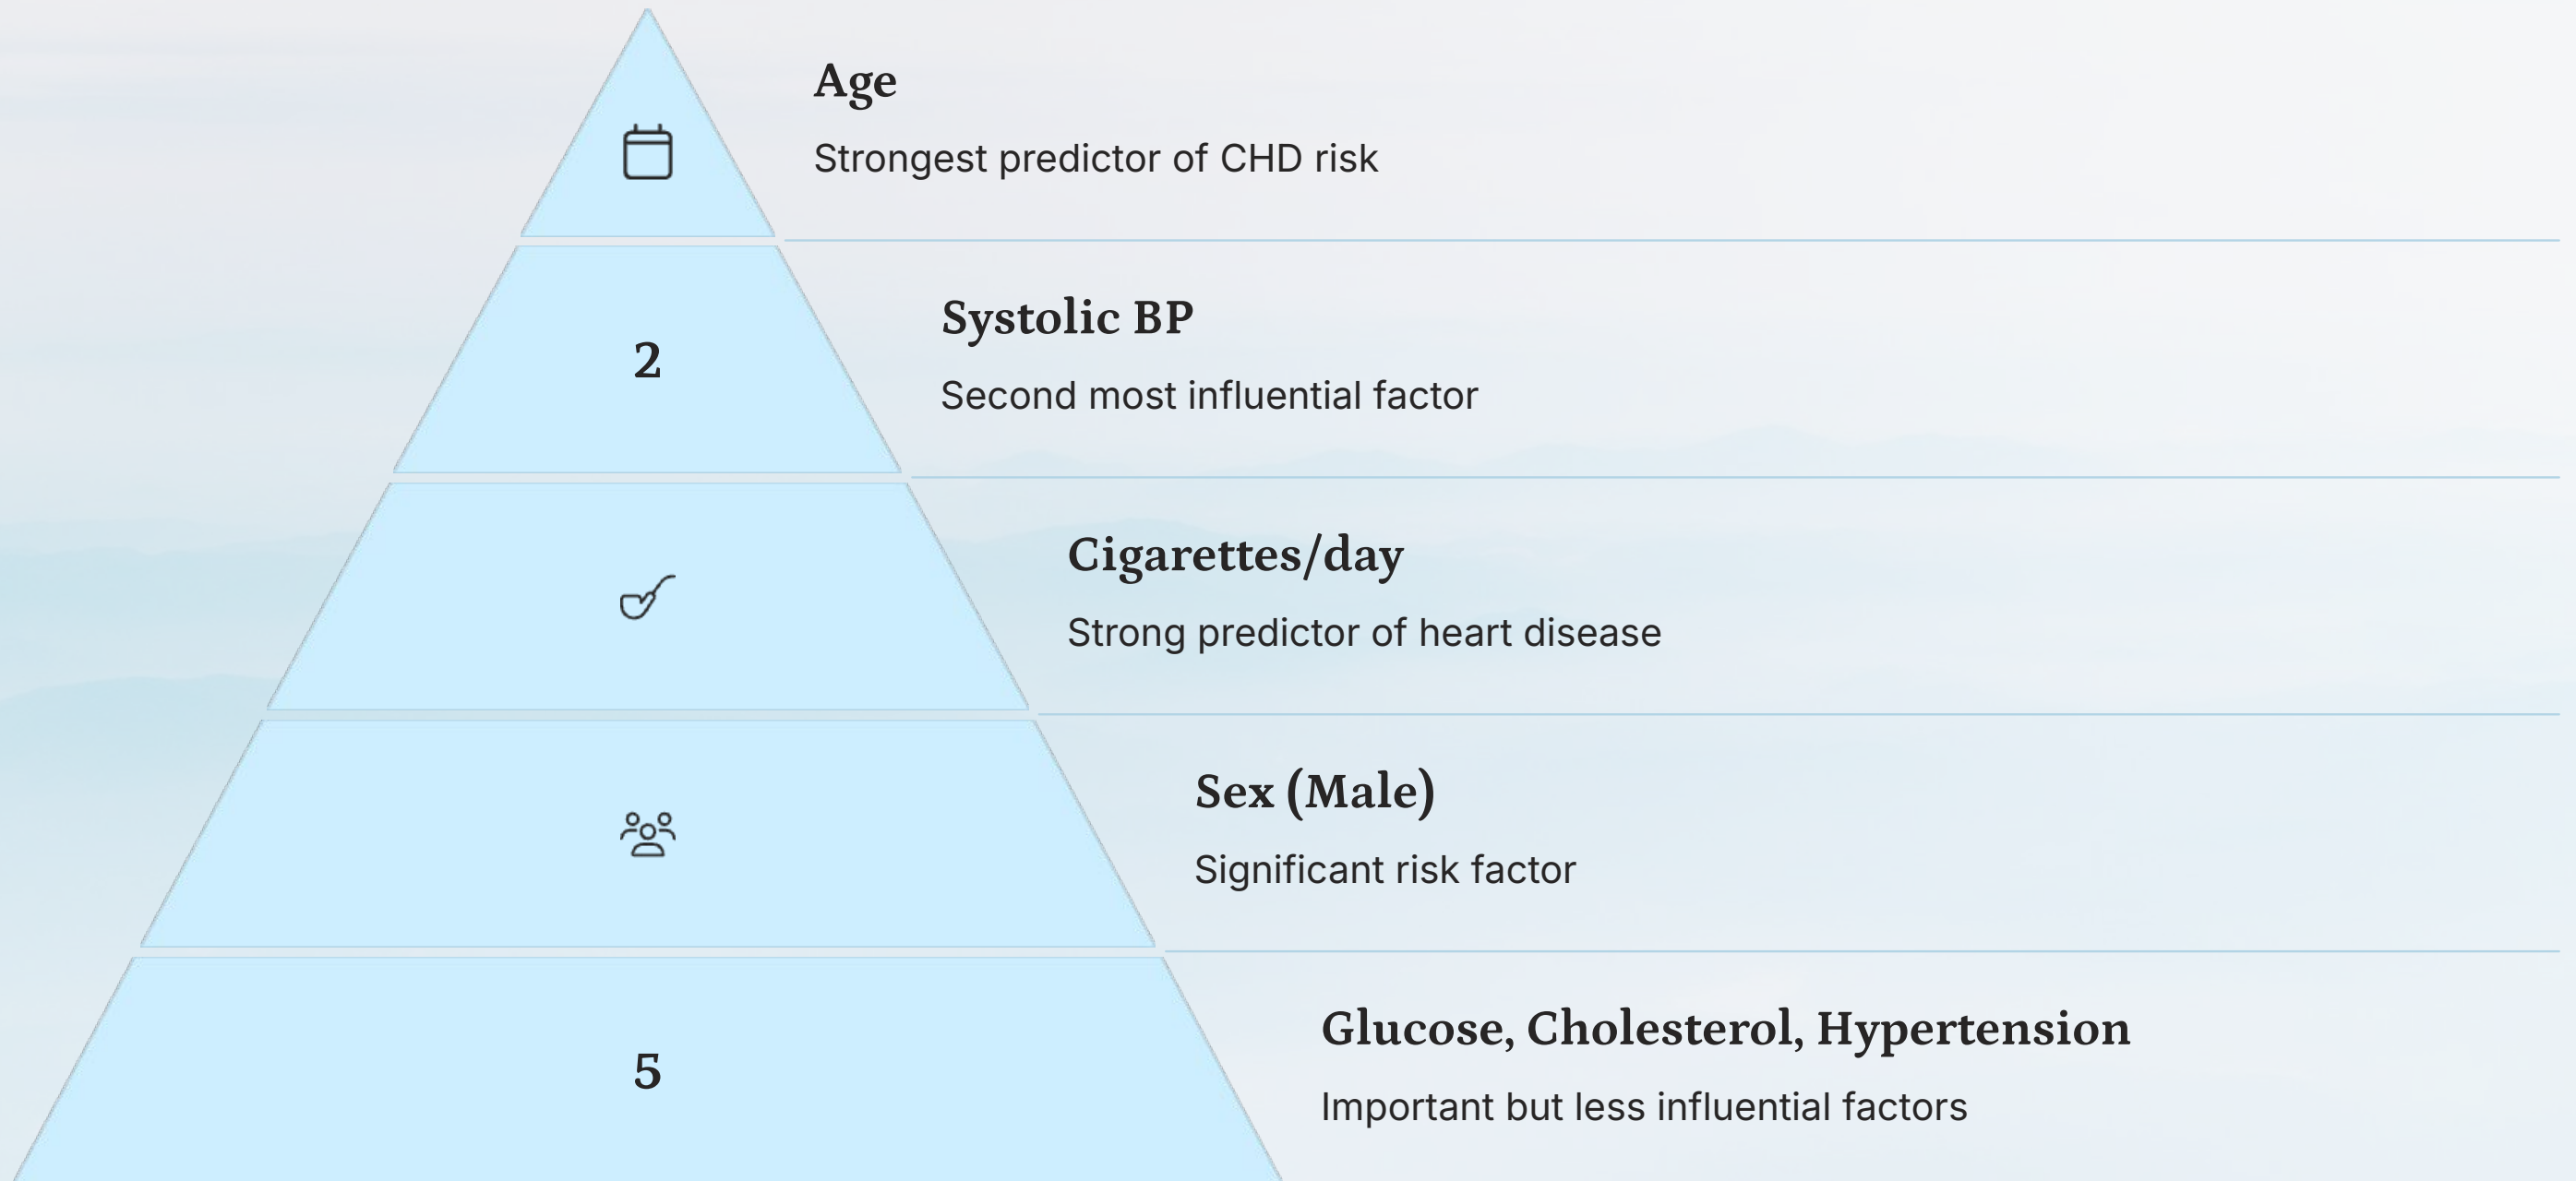 Age
Strongest predictor of CHD risk
2
Systolic BP
Second most influential factor
Cigarettes/day
Strong predictor of heart disease
Sex (Male)
Significant risk factor
5
Glucose, Cholesterol, Hypertension
Important but less influential factors